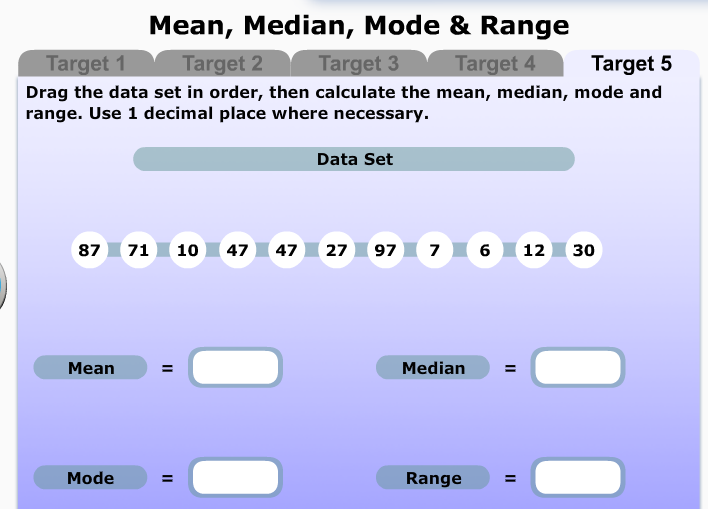 Mean, Median, Mode & Range
Target 1 Target 2 Target 3 Target 4 Target 5
Drag the data set in order, then calculate the mean, median, mode and
range. Use 1 decimal place where necessary.
Data Set
87 71 10 47 47 27 97 7 6 12 30
Mean = Median =
Mode = Range =